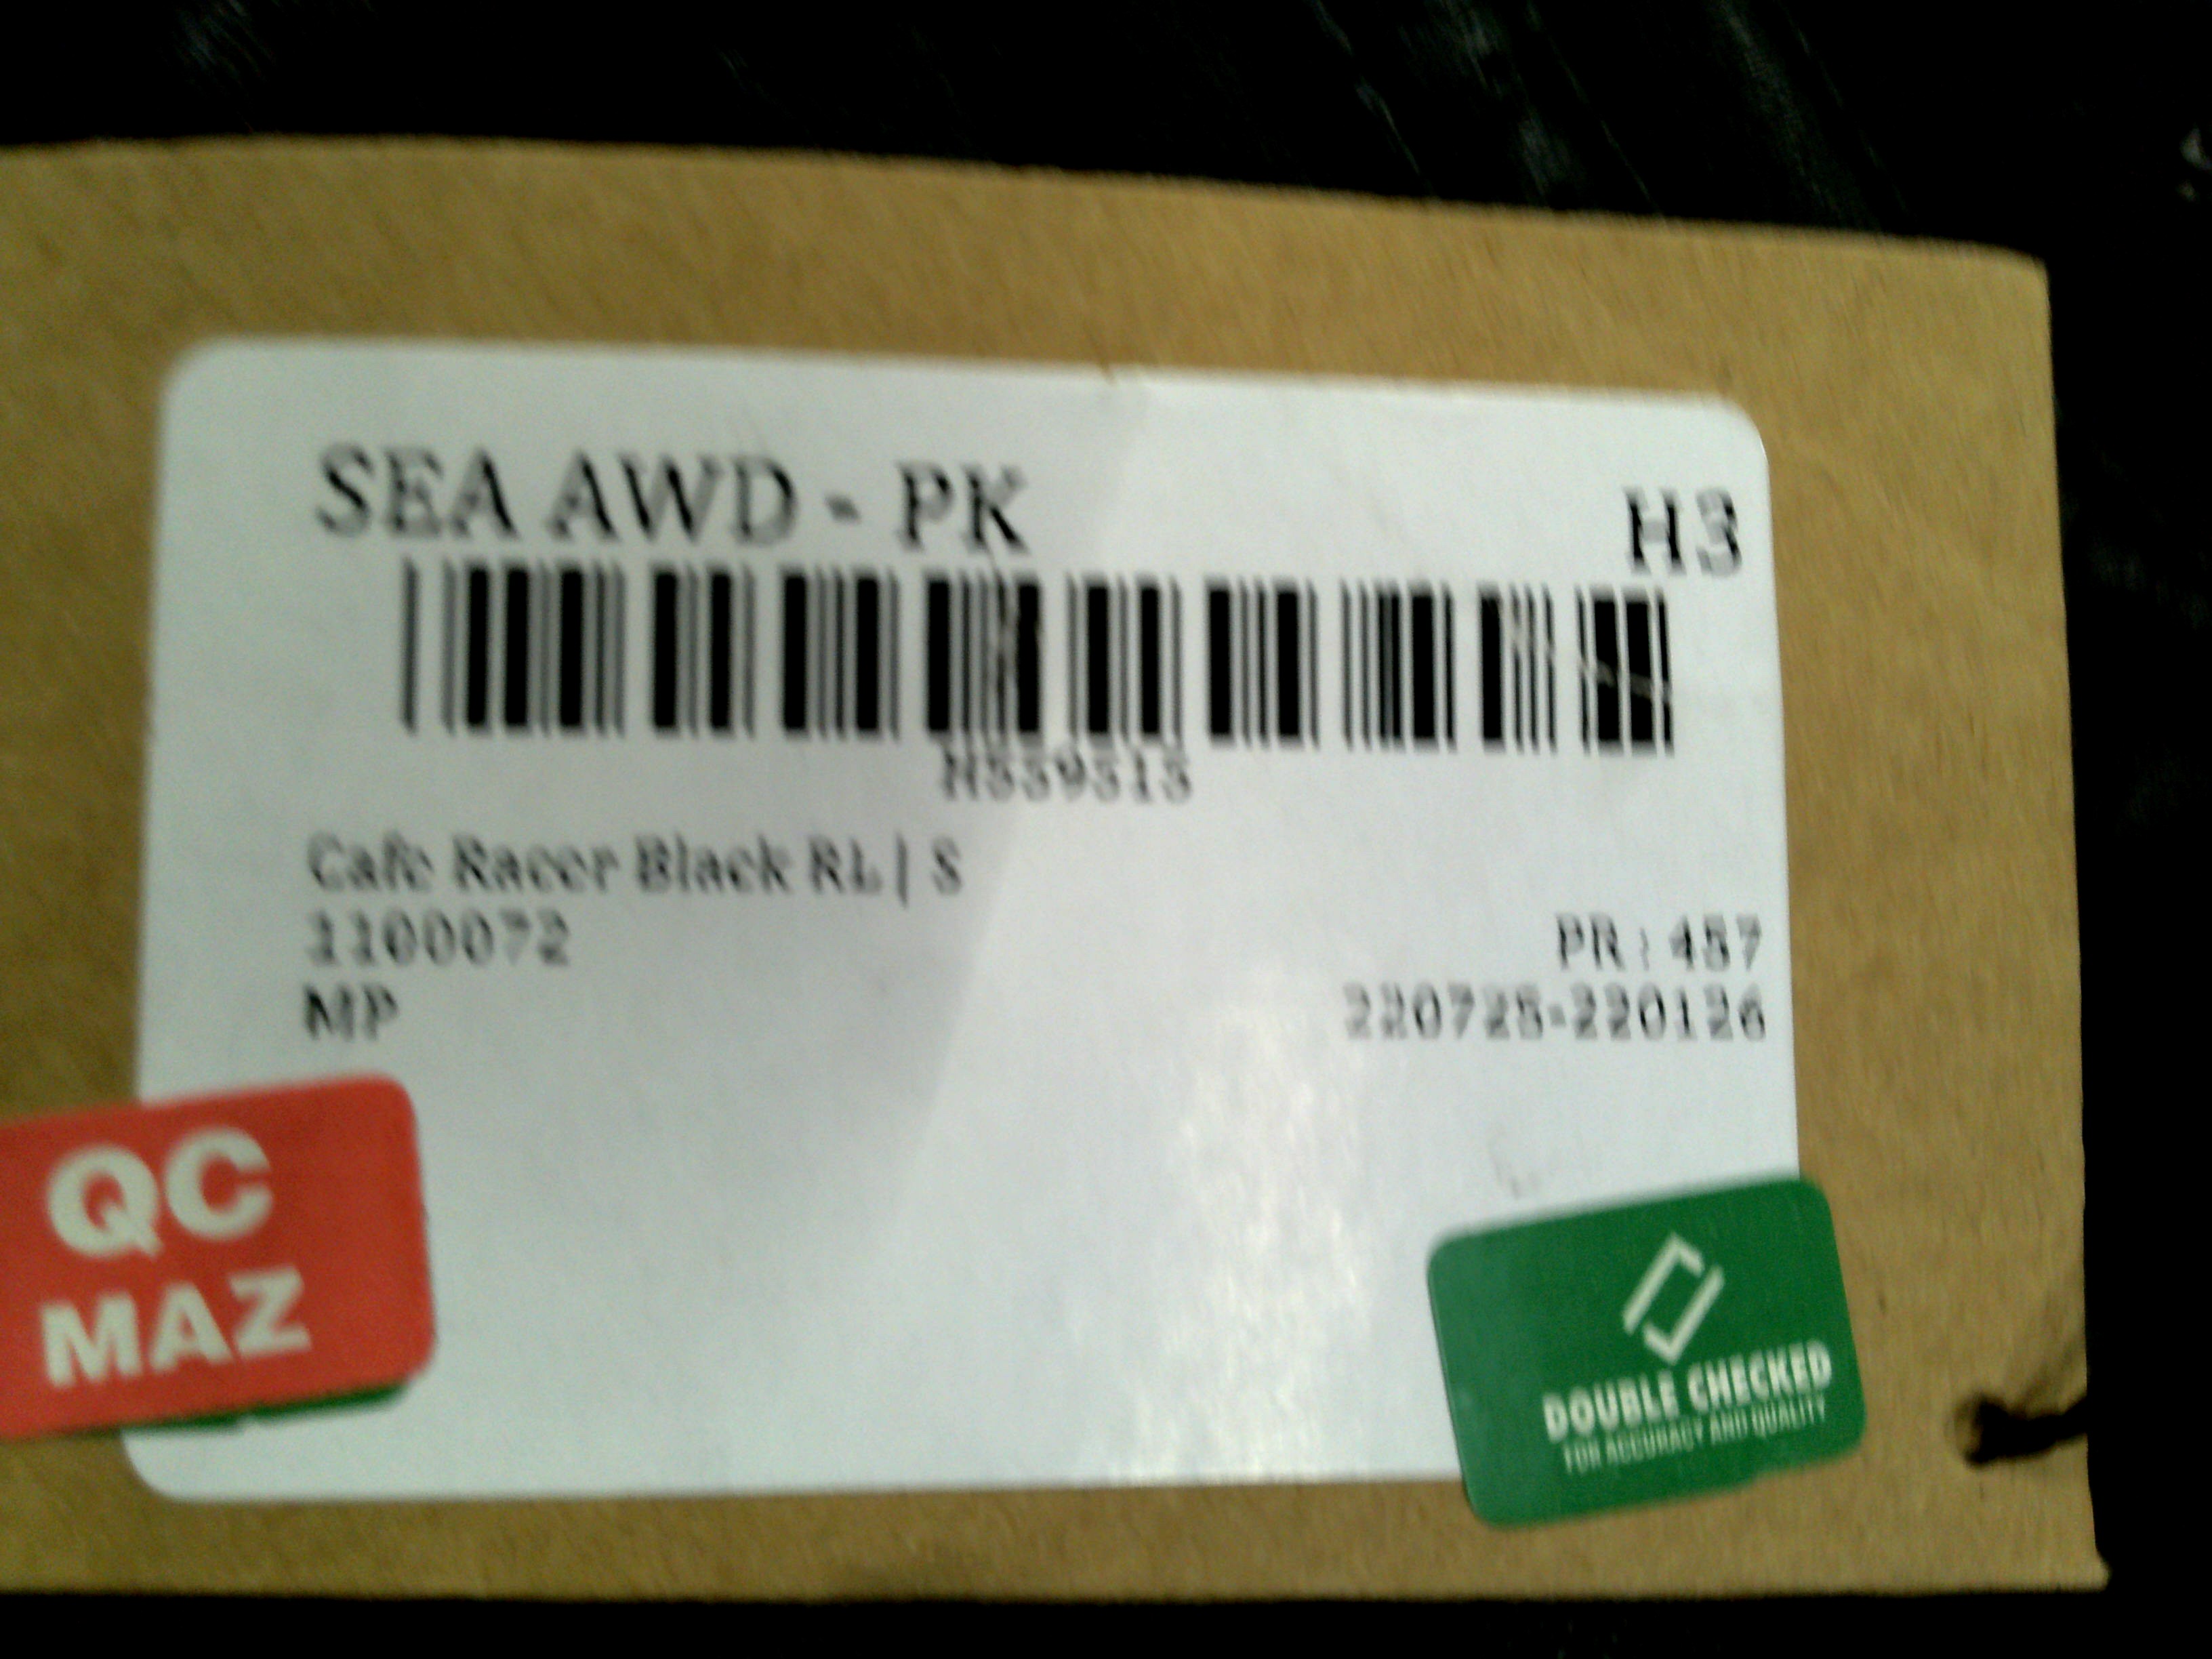 SEA AWD - PK
H3
Cafe Racer Black RL | S
1100072
PR : 457
MP
220725-220126
QC
MAZ
DOUBLE CHECKED
FOR ACCURACY AND QUALITY